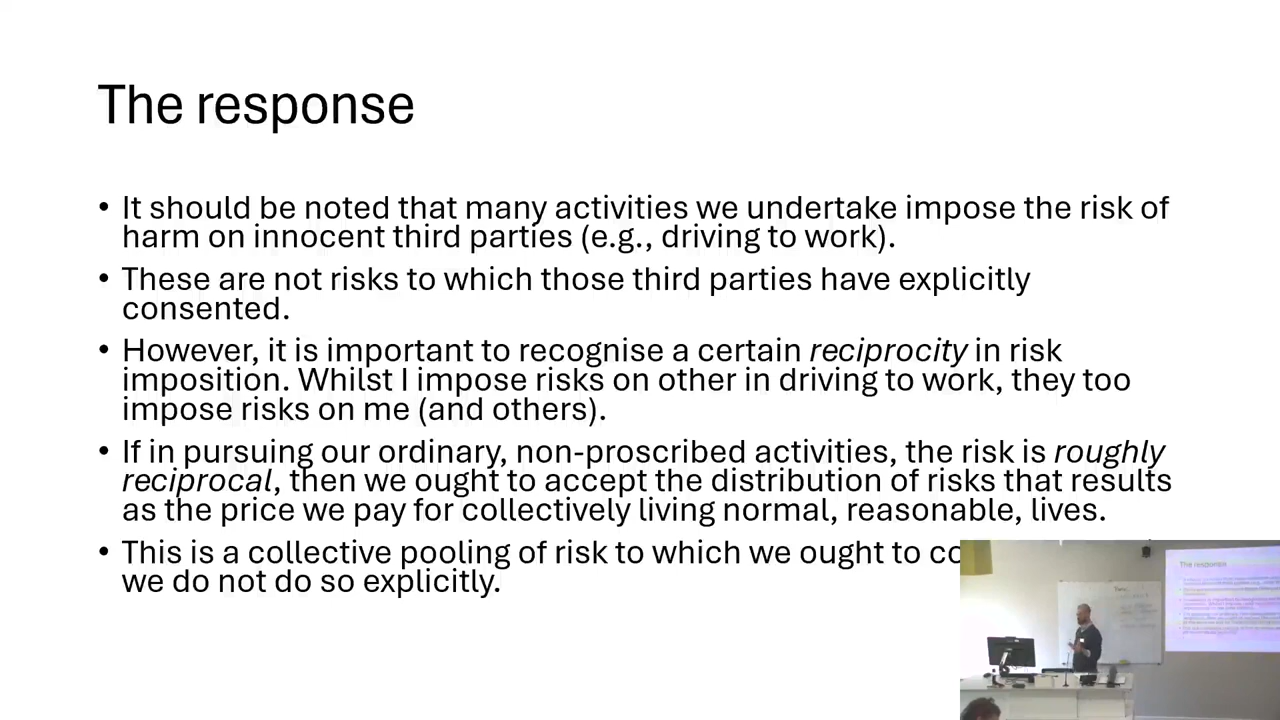 The response
• It should be noted that many activities we undertake impose the risk of
harm on innocent third parties (e.g., driving to work).
• These are not risks to which those third parties have explicitly
consented.
• However, it is important to recognise a certain reciprocity in risk
imposition. Whilst I impose risks on other in driving to work, they too
impose risks on me (and others).
• If in pursuing our ordinary, non-proscribed activities, the risk is roughly
reciprocal, then we ought to accept the distribution of risks that results
as the price we pay for collectively living normal, reasonable, lives.
• This is a collective pooling of risk to which we ought to
we do not do so explicitly.
The response